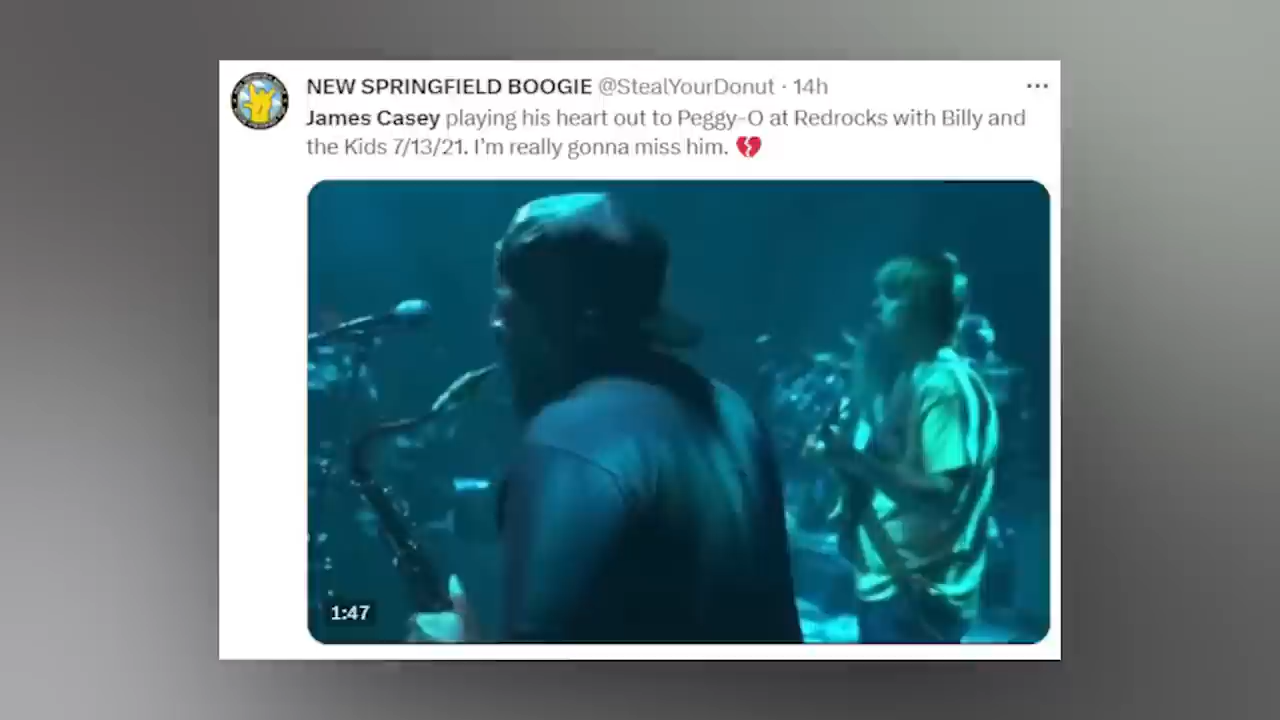 NEW SPRINGFIELD BOOGIE @StealYourDonut · 14h
James Casey playing his heart out to Peggy-O at Redrocks with Billy and
the Kids 7/13/21. I'm really gonna miss him. 💔
1:47